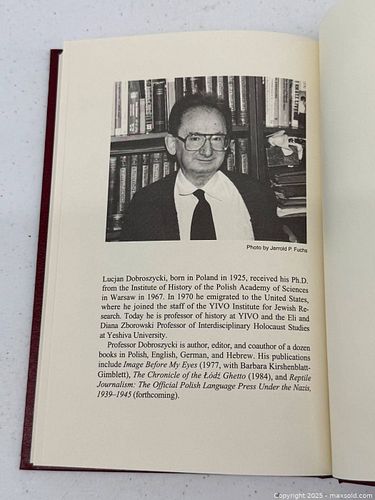 Photo by Jerrold P. Fuchs
Lucjan Dobroszycki, born in Poland in 1925, received his Ph.D.
from the Institute of History of the Polish Academy of Sciences
in Warsaw in 1967. In 1970 he emigrated to the United States,
where he joined the staff of the YIVO Institute for Jewish Re-
search. Today he is professor of history at YIVO and the Eli and
Diana Zborowski Professor of Interdisciplinary Holocaust Studies
at Yeshiva University.
Professor Dobroszycki is author, editor, and coauthor of a dozen
books in Polish, English, German, and Hebrew. His publications
include Image Before My Eyes (1977, with Barbara Kirshenblatt-
Gimblett), The Chronicle of the Łódź Ghetto (1984), and Reptile
Journalism: The Official Polish Language Press Under the Nazis,
1939–1945 (forthcoming).
Copyright 2025 - maxsold.com